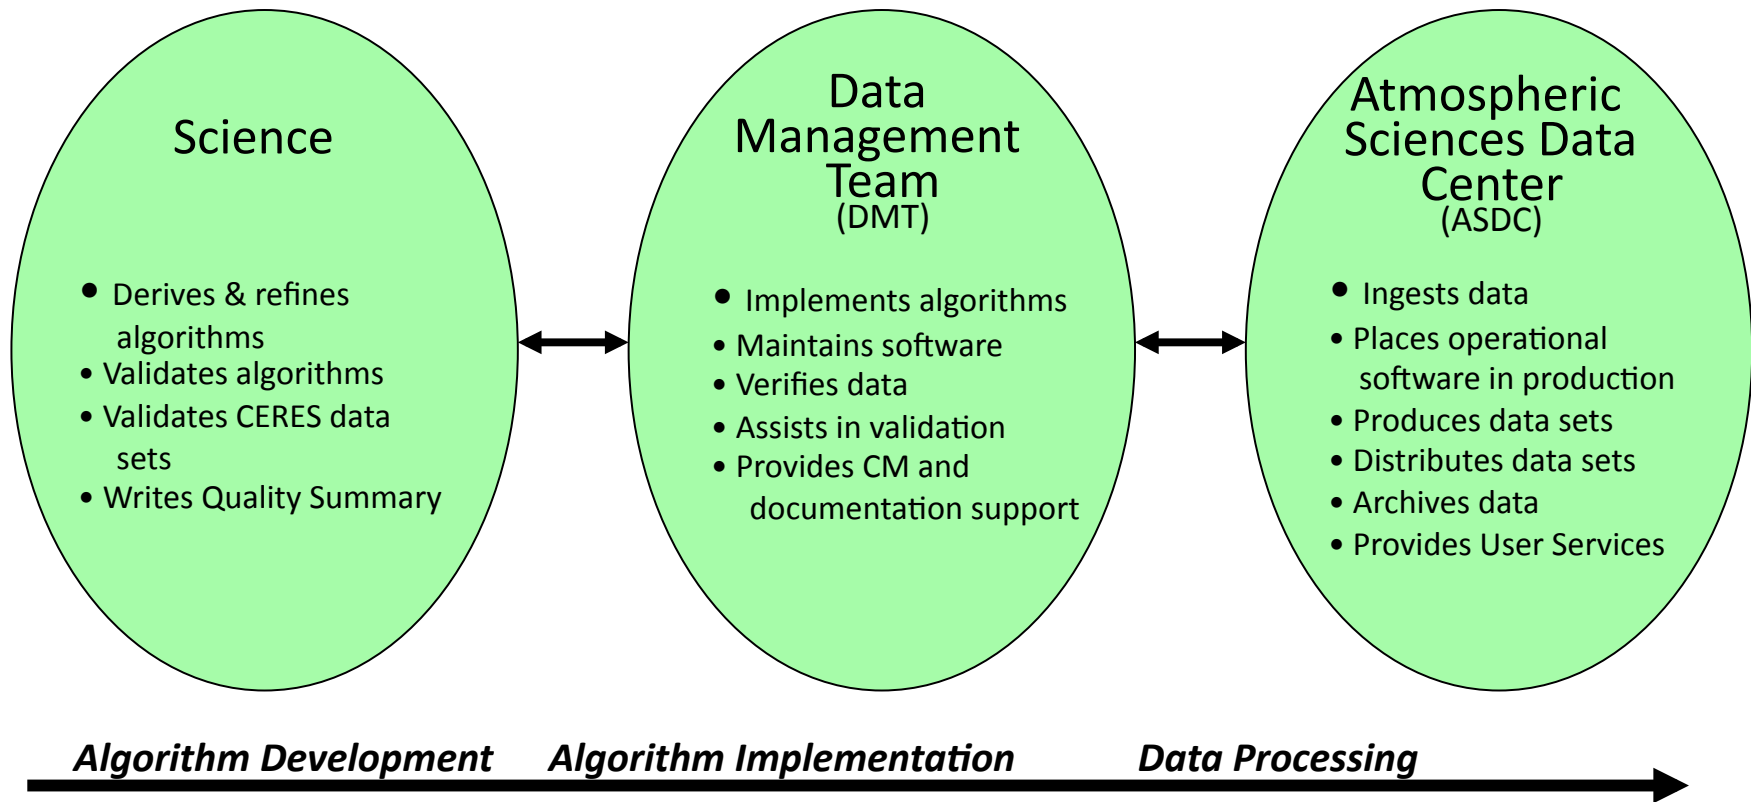 Science
• Derives & refines
algorithms
• Validates algorithms
• Validates CERES data
sets
• Writes Quality Summary
Data
Management
Team
(DMT)
• Implements algorithms
• Maintains software
• Verifies data
• Assists in validation
• Provides CM and
documentation support
Atmospheric
Sciences Data
Center
(ASDC)
• Ingests data
• Places operational
software in production
• Produces data sets
• Distributes data sets
• Archives data
• Provides User Services
Algorithm Development
Algorithm Implementation
Data Processing